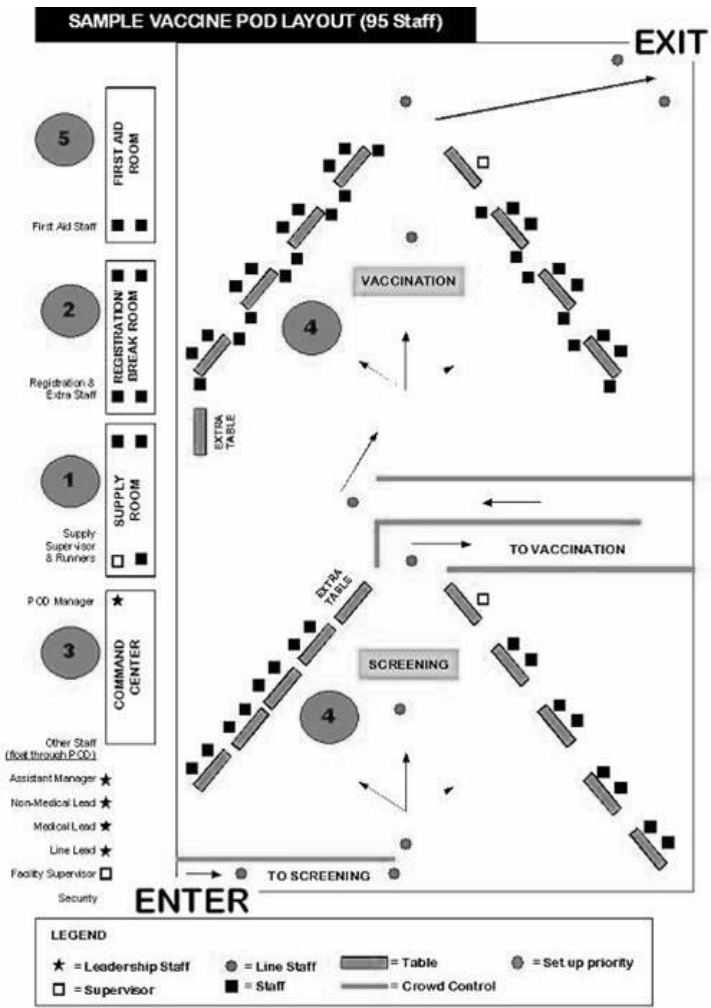 SAMPLE VACCINE POD LAYOUT (95 Staff)
EXIT
5
FIRST AID
ROOM
First Aid Staff
2
REGISTRATION/
BREAK ROOM
Registration &
Extra Staff
1
SUPPLY
ROOM
Supply
Supervisor
& Runners
POD Manager
3
COMMAND
CENTER
Other Staff
(float through POD)
Assistant Manager
Non-Medical Lead
Medical Lead
Line Lead
Facility Supervisor
Security
VACCINATION
4
EXTRA
TABLE
TO VACCINATION
EXTRA
TABLE
SCREENING
4
TO SCREENING
ENTER
LEGEND
= Leadership Staff
= Line Staff
= Table
= Set up priority
= Supervisor
= Staff
= Crowd Control